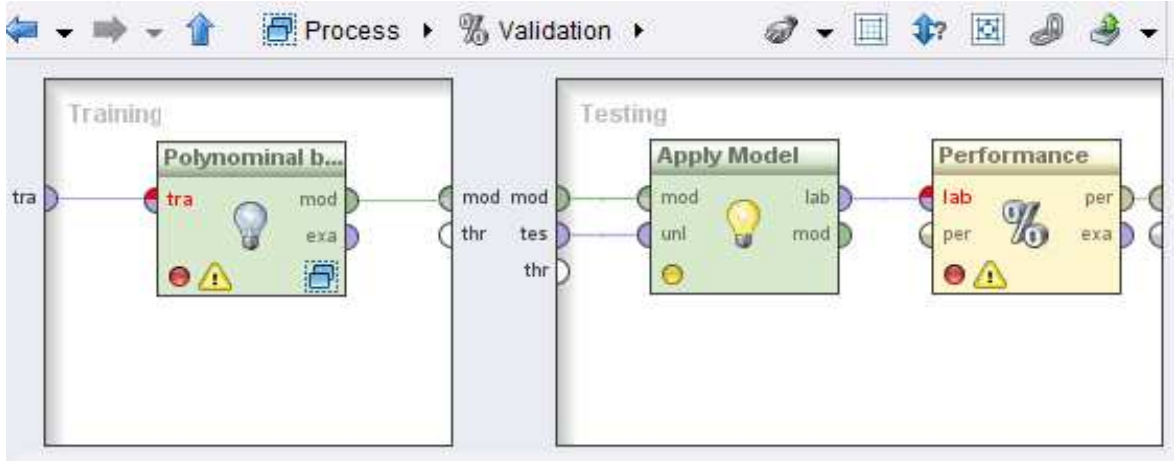 Process Validation
Training
Polynominal b...
tra tra mod mod
exa thr
Testing
Apply Model Performance
mod mod lab lab per
tes unl mod per exa
thr